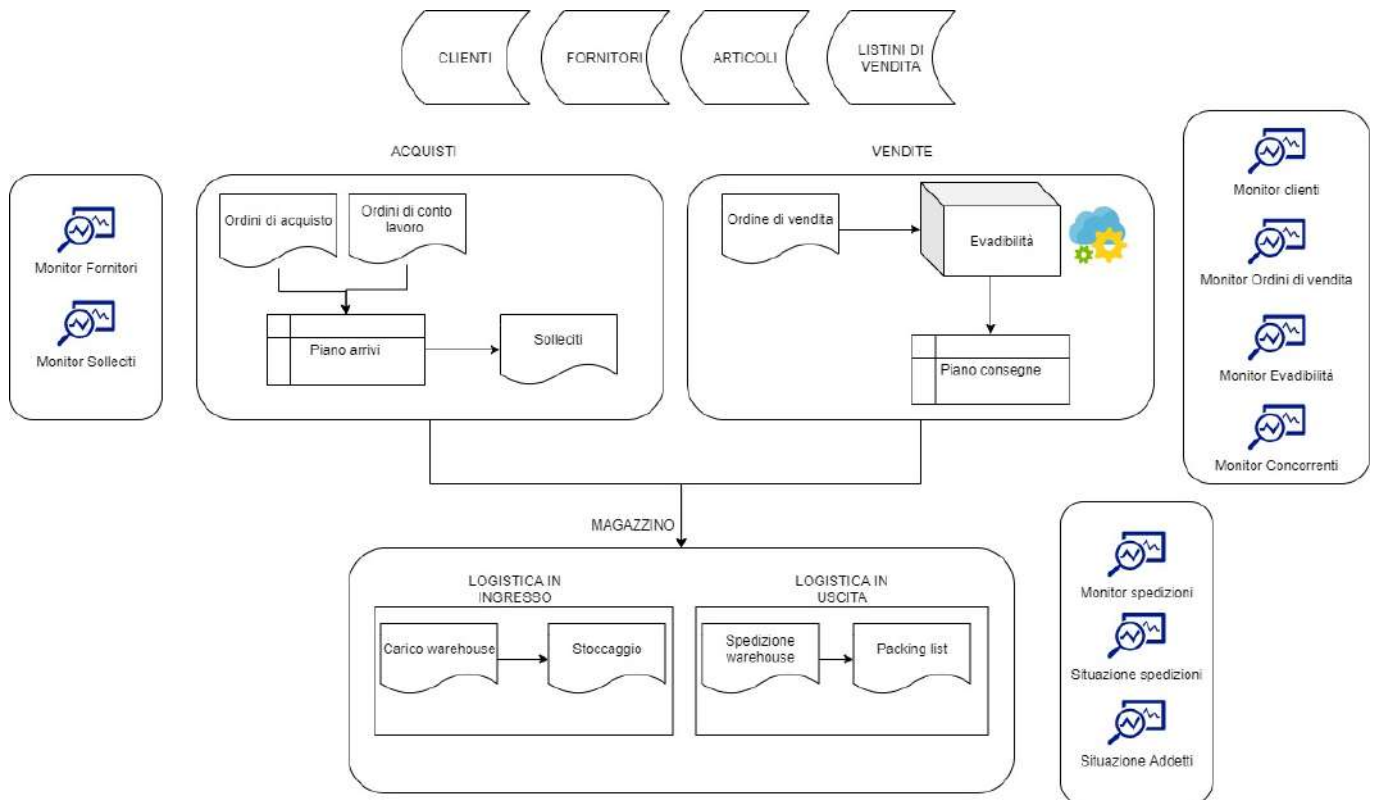 CLIENTI
FORNITORI
ARTICOLI
LISTINI DI
VENDITA
ACQUISTI
VENDITE
Monitor Fornitori
Monitor Solleciti
Ordini di acquisto
Ordini di conto
lavoro
Piano arrivi
Solleciti
Ordine di vendita
Evadibilità
Piano consegne
Monitor clienti
Monitor Ordini di vendita
Monitor Evadibilità
Monitor Concorrenti
MAGAZZINO
LOGISTICA IN
INGRESSO
Carico warehouse
Stoccaggio
LOGISTICA IN
USCITA
Spedizione
warehouse
Packing list
Monitor spedizioni
Situazione spedizioni
Situazione Addetti